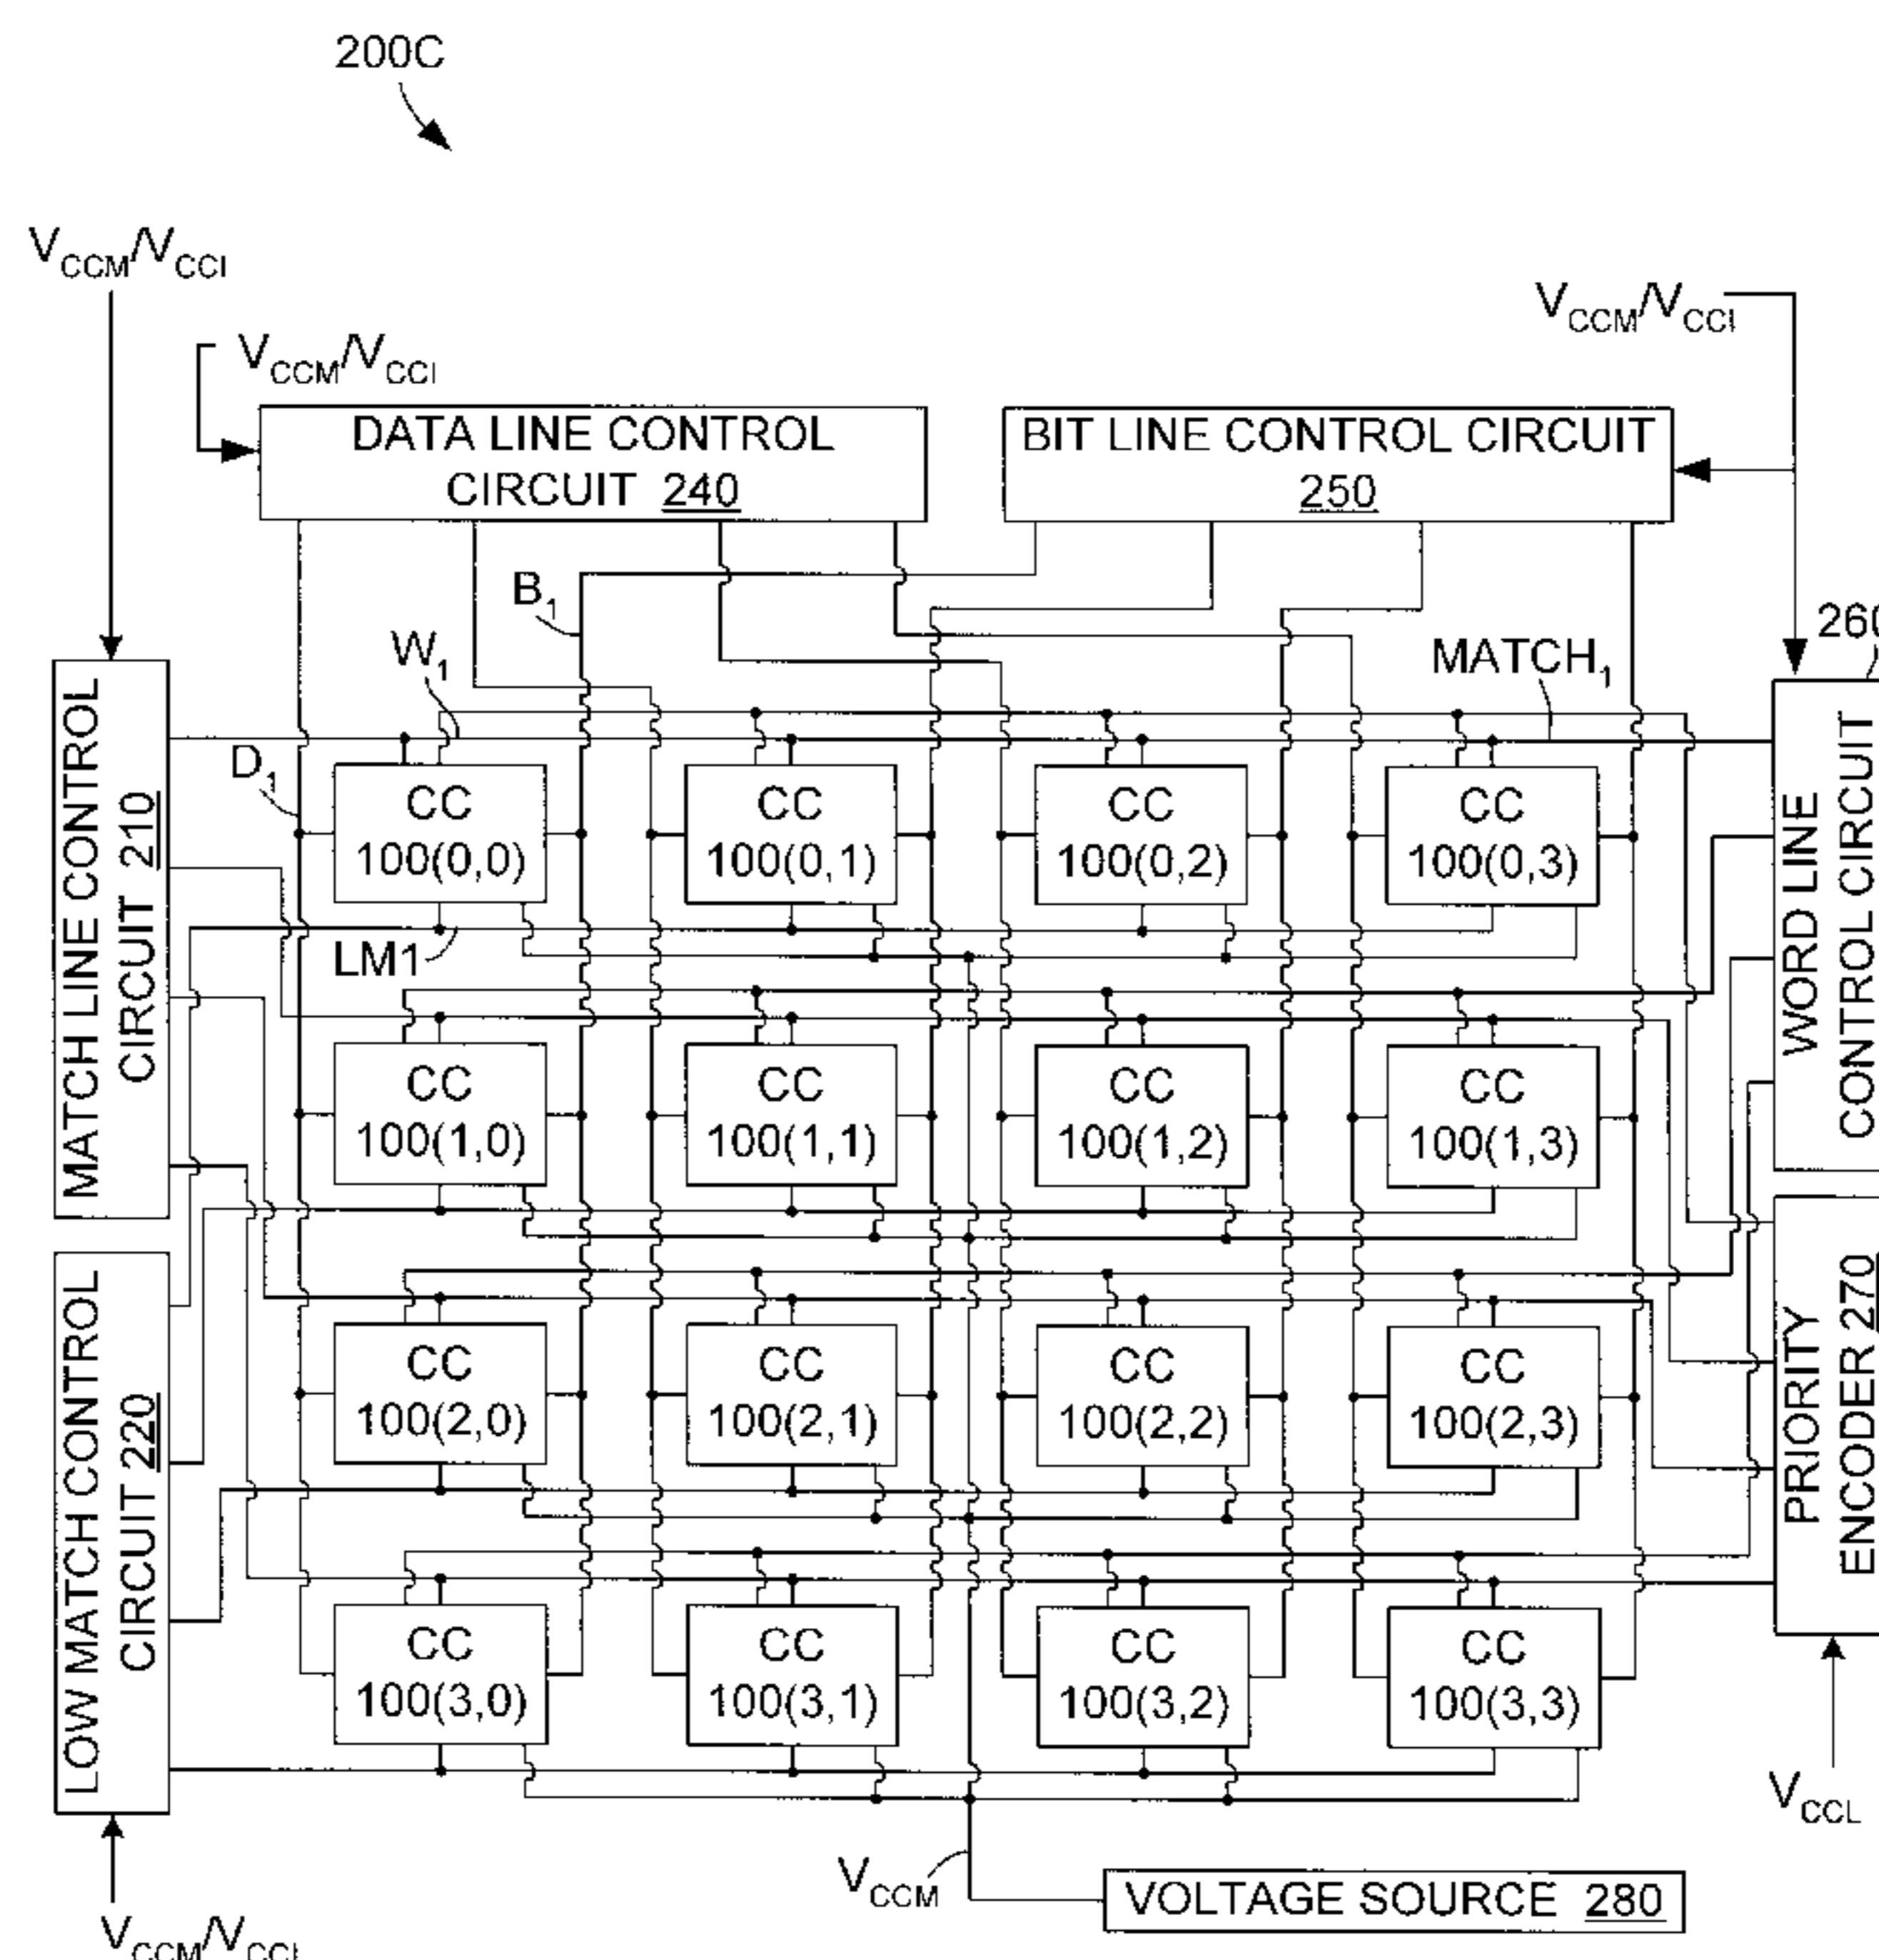 200C
VCCM/VCCI
VCCM/VCCI
VCCM/VCCI
DATA LINE CONTROL
CIRCUIT 240
BIT LINE CONTROL CIRCUIT
250
B1
W1
MATCH1
260
D1
MATCH LINE CONTROL
CIRCUIT 210
WORD LINE
CONTROL CIRCUIT
CC
100(0,0)
CC
100(0,1)
CC
100(0,2)
CC
100(0,3)
LM1
CC
100(1,0)
CC
100(1,1)
CC
100(1,2)
CC
100(1,3)
LOW MATCH CONTROL
CIRCUIT 220
PRIORITY
ENCODER 270
CC
100(2,0)
CC
100(2,1)
CC
100(2,2)
CC
100(2,3)
CC
100(3,0)
CC
100(3,1)
CC
100(3,2)
CC
100(3,3)
VCCL
VCCM
VOLTAGE SOURCE 280
VCCM/VCCI